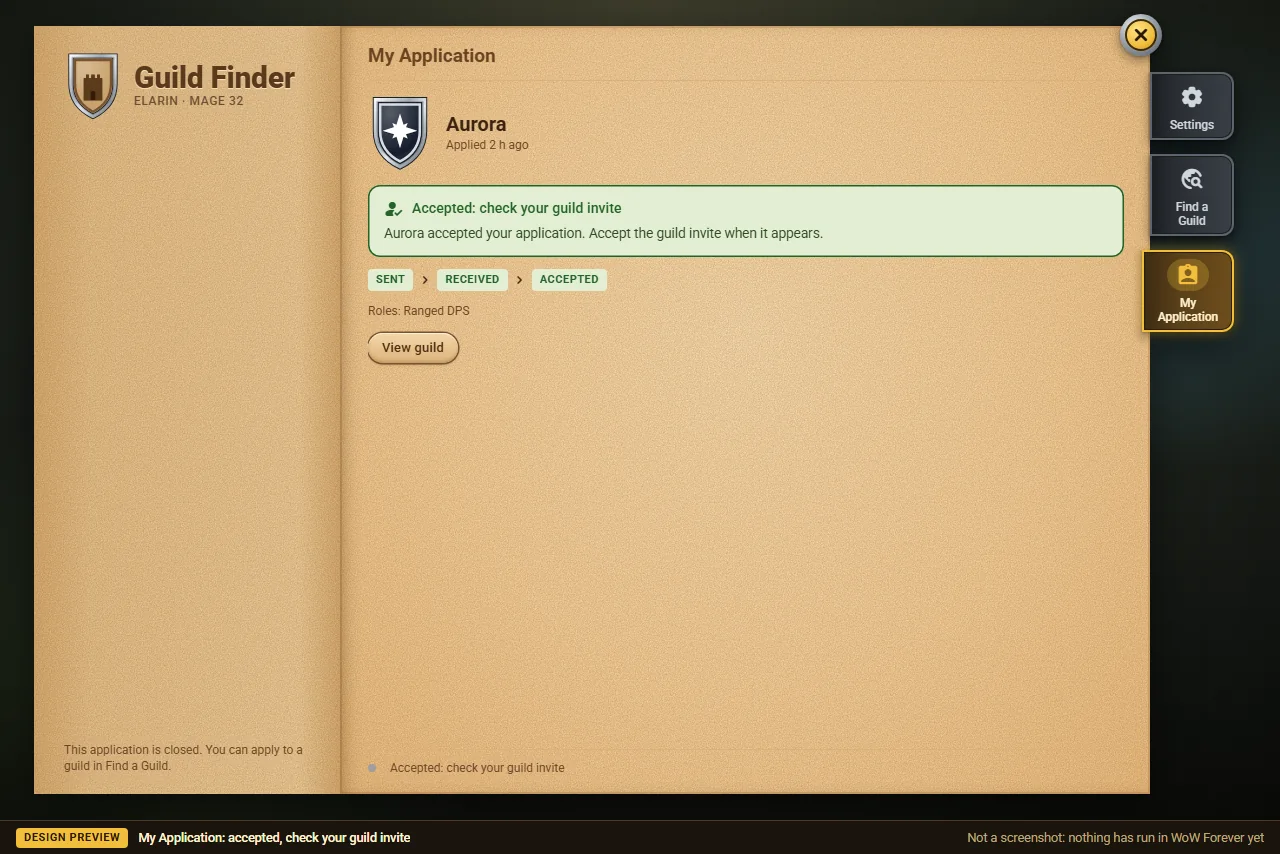 Guild Finder
ELARIN · MAGE 32
My Application
Aurora
Applied 2 h ago
Accepted: check your guild invite
Aurora accepted your application. Accept the guild invite when it appears.
SENT › RECEIVED › ACCEPTED
Roles: Ranged DPS
View guild
This application is closed. You can apply to a
guild in Find a Guild.
Accepted: check your guild invite
Settings
Find a
Guild
My
Application
DESIGN PREVIEW My Application: accepted, check your guild invite
Not a screenshot: nothing has run in WoW Forever yet